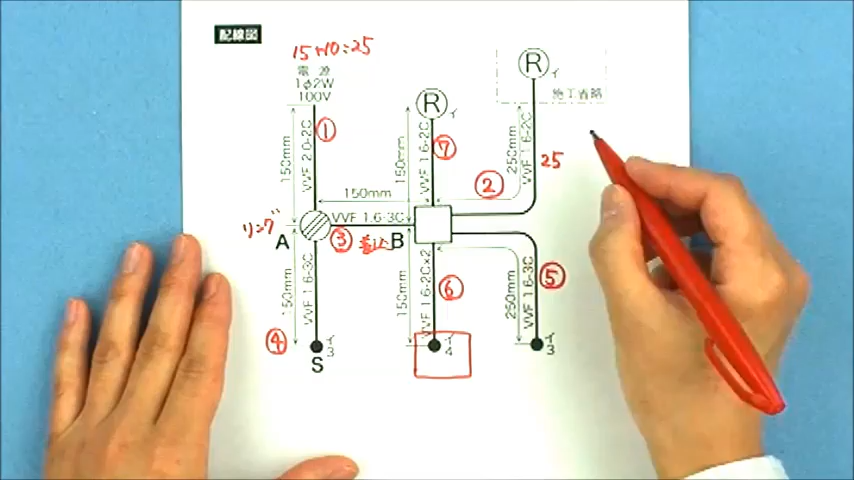 配線図
15+10=25
電源
1φ2W
100V
R イ
R イ
施工省略
① 
VVF 2.0-2C
150mm
⑦
VVF 1.6-2C
150mm
②
250mm
VVF 1.6-2C
25
150mm
リング
A
VVF 1.6-3C
③
B
④
150mm
VVF 1.6-3C
⑥
150mm
VVF 1.6-2C×2
⑤
250mm
VVF 1.6-3C
イ
3
S
イ
4
イ
3